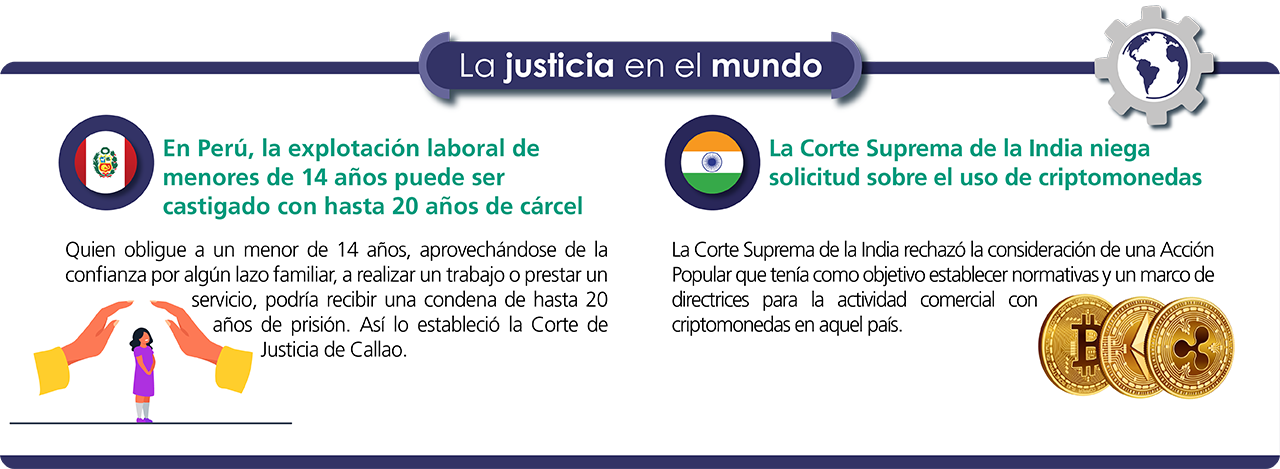 La justicia en el mundo
En Perú, la explotación laboral de
menores de 14 años puede ser
castigado con hasta 20 años de cárcel
Quien obligue a un menor de 14 años, aprovechándose de la
confianza por algún lazo familiar, a realizar un trabajo o prestar un
servicio, podría recibir una condena de hasta 20
años de prisión. Así lo estableció la Corte de
Justicia de Callao.
La Corte Suprema de la India niega
solicitud sobre el uso de criptomonedas
La Corte Suprema de la India rechazó la consideración de una Acción
Popular que tenía como objetivo establecer normativas y un marco de
directrices para la actividad comercial con
criptomonedas en aquel país.